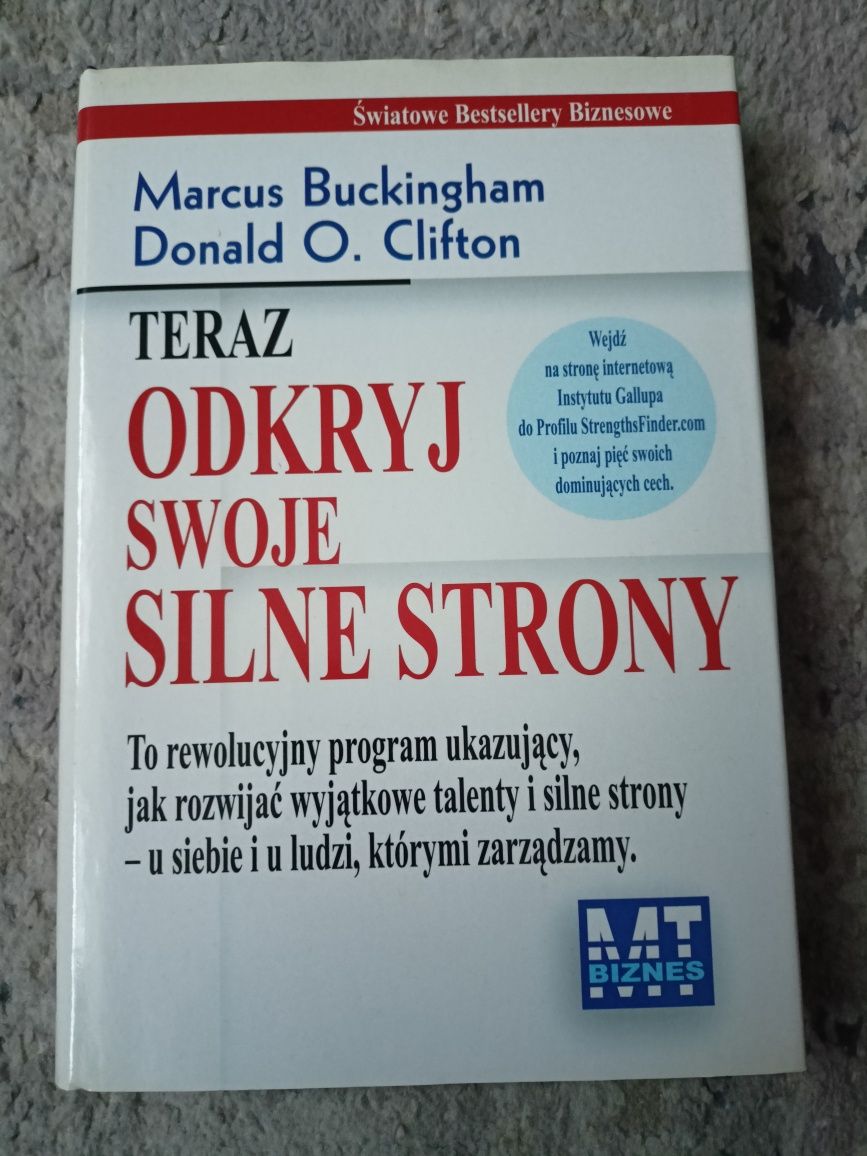 Światowe Bestsellery Biznesowe
Marcus Buckingham
Donald O. Clifton
TERAZ
ODKRYJ
SWOJE
SILNE STRONY
Wejdź
na stronę internetową
Instytutu Gallupa
do Profilu StrengthsFinder.com
i poznaj pięć swoich
dominujących cech.
To rewolucyjny program ukazujący,
jak rozwijać wyjątkowe talenty i silne strony
– u siebie i u ludzi, którymi zarządzamy.
MT
BIZNES